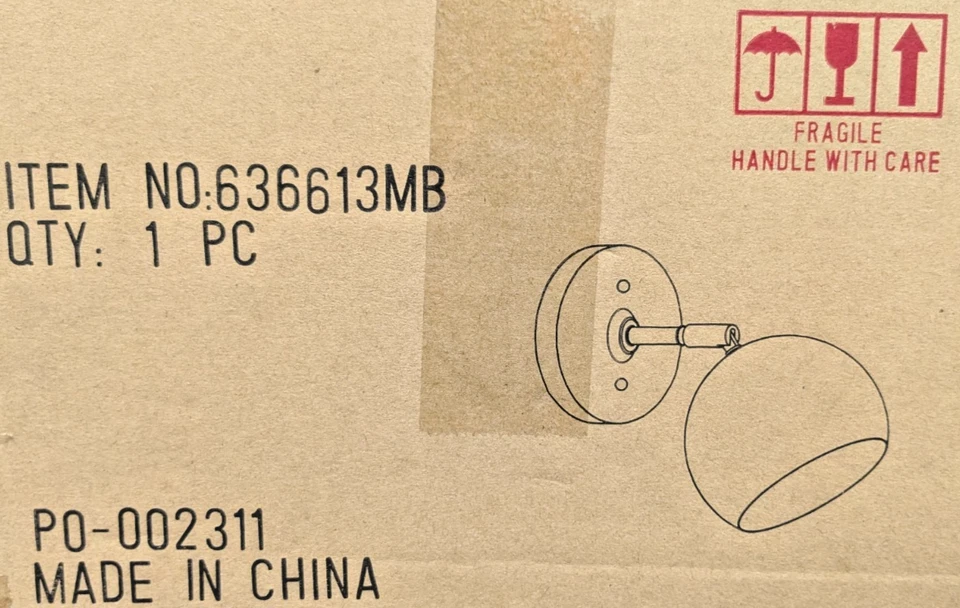 FRAGILE
HANDLE WITH CARE
ITEM NO:636613MB
QTY: 1 PC
PO-002311
MADE IN CHINA